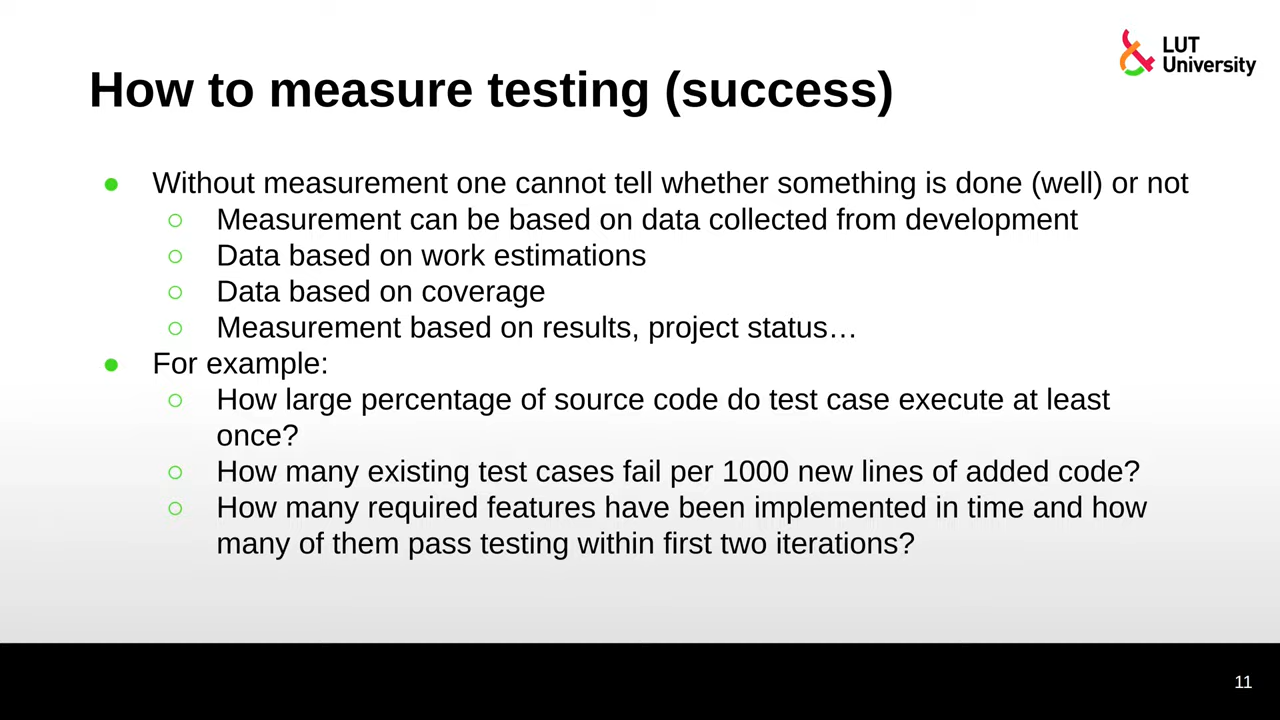 LUT
University
How to measure testing (success)
● Without measurement one cannot tell whether something is done (well) or not
○ Measurement can be based on data collected from development
○ Data based on work estimations
○ Data based on coverage
○ Measurement based on results, project status…
● For example:
○ How large percentage of source code do test case execute at least
once?
○ How many existing test cases fail per 1000 new lines of added code?
○ How many required features have been implemented in time and how
many of them pass testing within first two iterations?
11